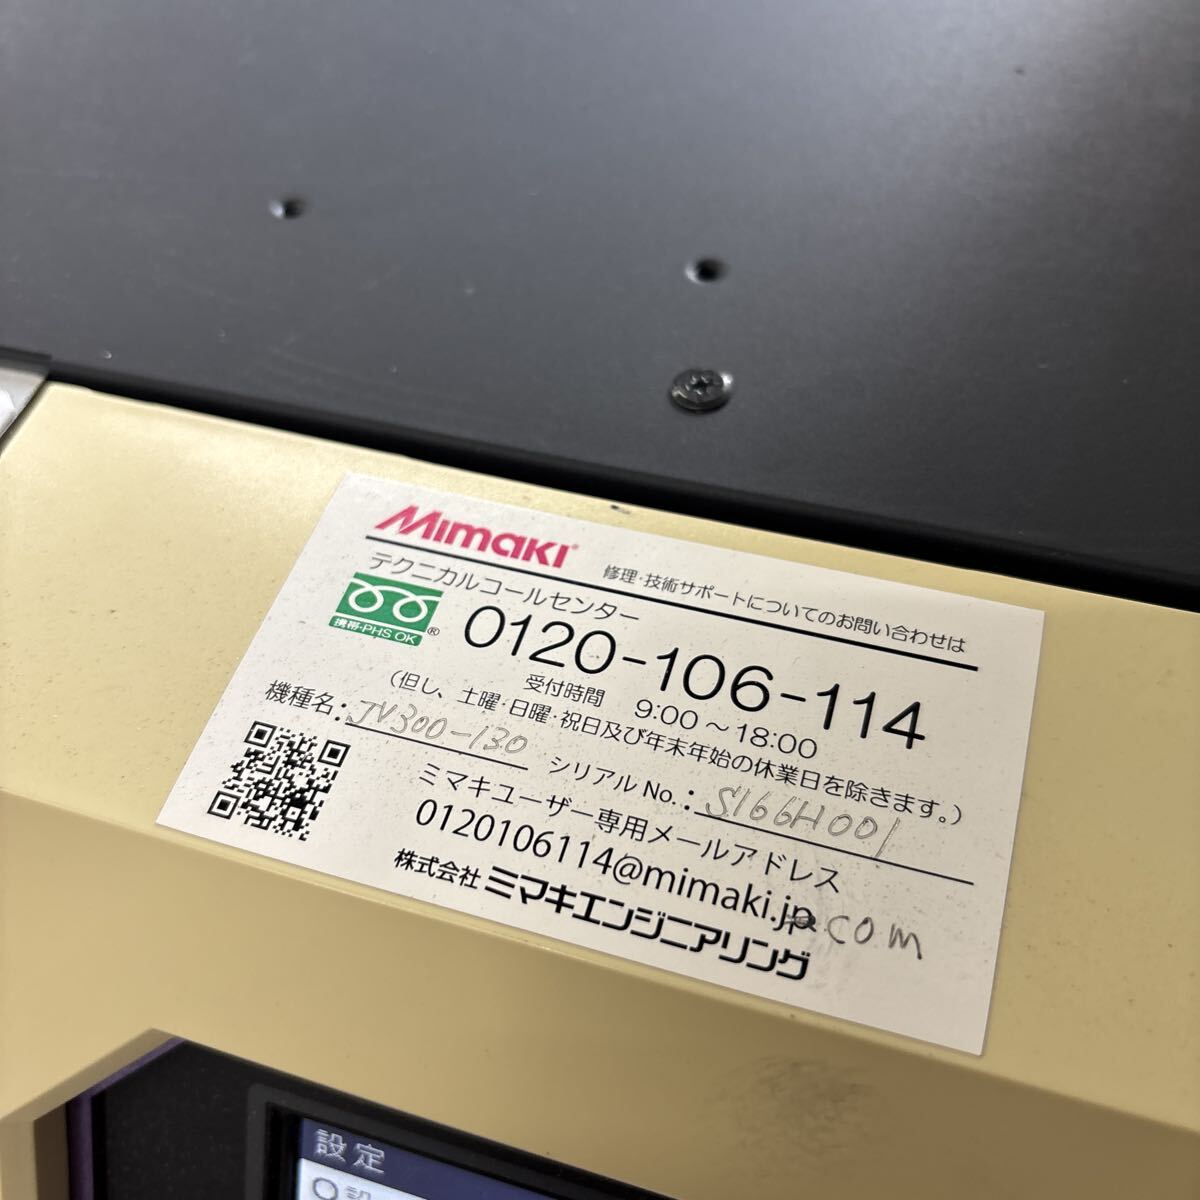 Mimaki
修理・技術サポートについてのお問い合わせは
テクニカルコールセンター
携帯・PHS OK ® 0120-106-114
受付時間 9:00～18:00
(但し、土曜・日曜・祝日及び年末年始の休業日を除きます。)
機種名: JV300-130 シリアルNo.: S166H001
ミマキユーザー専用メールアドレス
0120106114@mimaki.jp.com
株式会社 ミマキエンジニアリング
設定